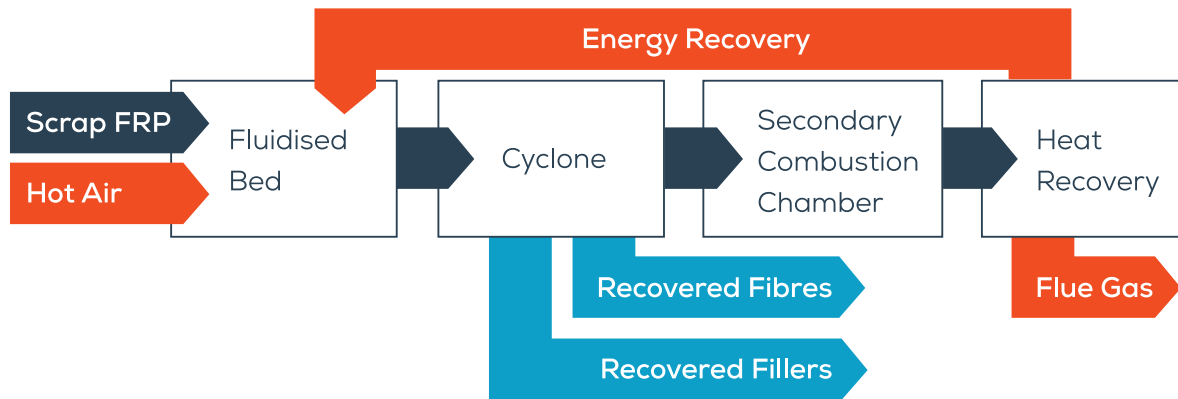 Energy Recovery
Scrap FRP
Hot Air
Fluidised
Bed
Cyclone
Secondary
Combustion
Chamber
Heat
Recovery
Recovered Fibres
Flue Gas
Recovered Fillers